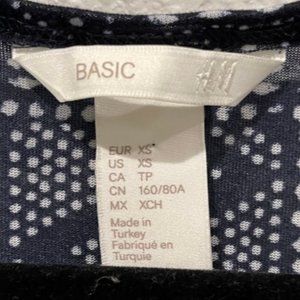 BASIC
H&M
EUR XS
US XS
CA TP
CN 160/80A
MX XCH
Made in
Turkey
Fabriqué en
Turquie